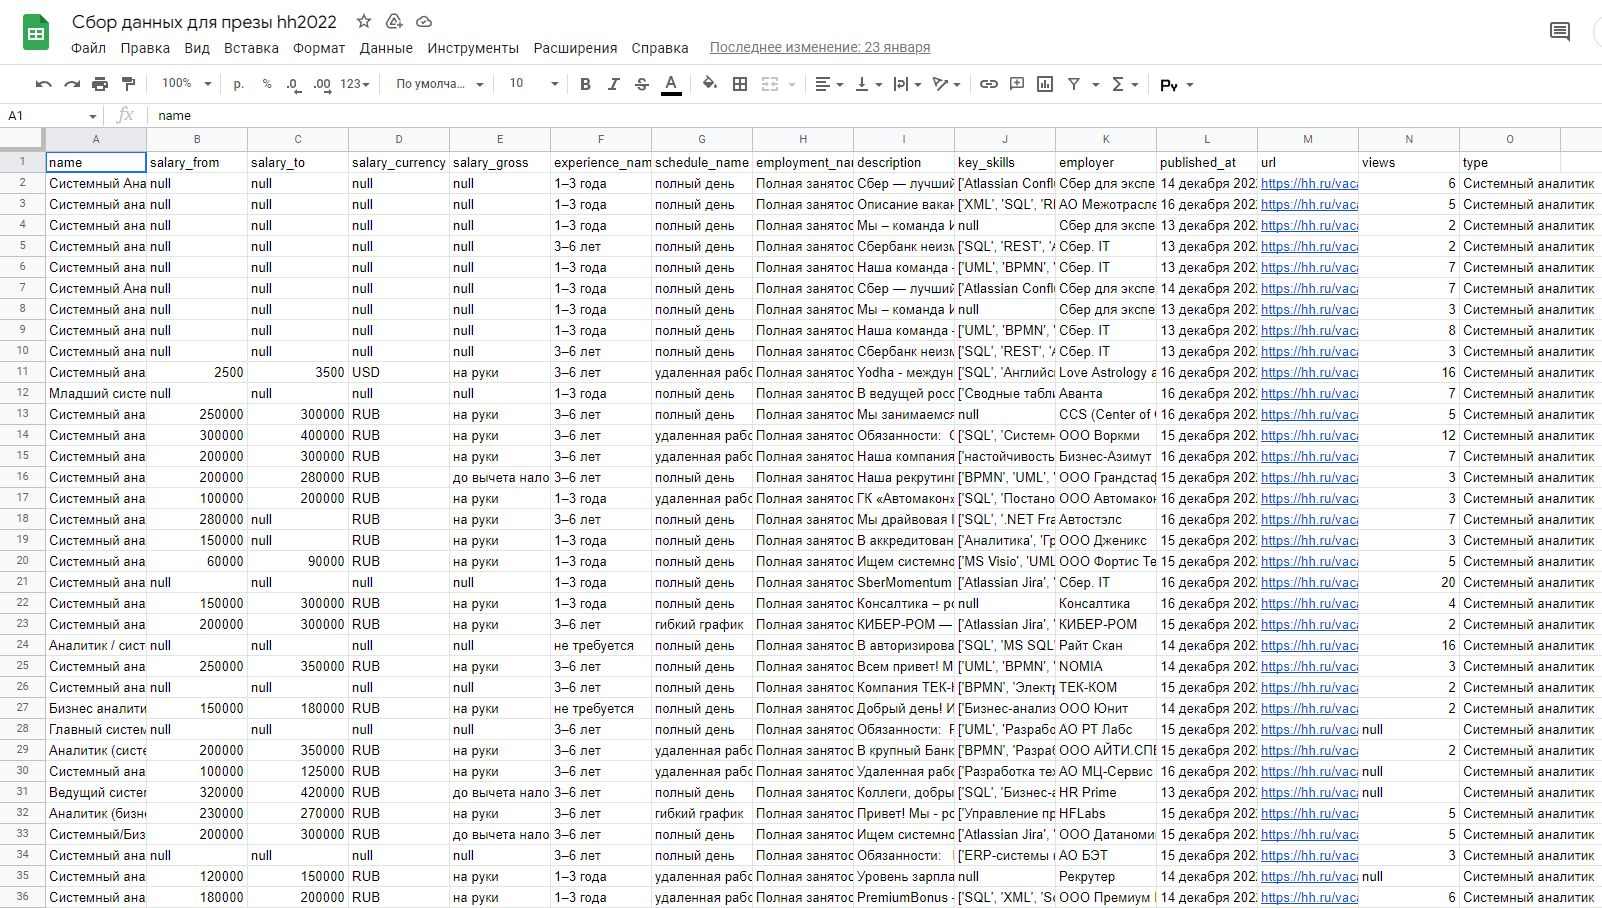 Сбор данных для презы hh2022
Файл Правка Вид Вставка Формат Данные Инструменты Расширения Справка Последнее изменение: 23 января
100% р. % .0 .00 123 По умолча... 10 B I S A Σ Py
A1 fx name
A B C D E F G H I J K L M N O
1 name salary_from salary_to salary_currency salary_gross experience_nam schedule_name employment_nam description key_skills employer published_at url views type
2 Системный Ана null null null null 1–3 года полный день Полная занятос Сбер — лучший ['Atlassian Conflu Сбер для экспе 14 декабря 202 https://hh.ru/vaca 6 Системный аналитик
3 Системный ана null null null null 1–3 года полный день Полная занятос Описание вакан ['XML', 'SQL', 'RE АО Межотрасле 16 декабря 202 https://hh.ru/vaca 5 Системный аналитик
4 Системный ана null null null null 1–3 года полный день Полная занятос Мы – команда И null Сбер для экспе 13 декабря 202 https://hh.ru/vaca 2 Системный аналитик
5 Системный ана null null null null 3–6 лет полный день Полная занятос Сбербанк неизм ['SQL', 'REST', 'A Сбер. IT 13 декабря 202 https://hh.ru/vaca 2 Системный аналитик
6 Системный ана null null null null 1–3 года полный день Полная занятос Наша команда - ['UML', 'BPMN', ' Сбер. IT 13 декабря 202 https://hh.ru/vaca 7 Системный аналитик
7 Системный Ана null null null null 1–3 года полный день Полная занятос Сбер — лучший ['Atlassian Conflu Сбер для экспе 14 декабря 202 https://hh.ru/vaca 7 Системный аналитик
8 Системный ана null null null null 1–3 года полный день Полная занятос Мы – команда И null Сбер для экспе 13 декабря 202 https://hh.ru/vaca 3 Системный аналитик
9 Системный ана null null null null 1–3 года полный день Полная занятос Наша команда - ['UML', 'BPMN', ' Сбер. IT 13 декабря 202 https://hh.ru/vaca 8 Системный аналитик
10 Системный ана null null null null 3–6 лет полный день Полная занятос Сбербанк неизм ['SQL', 'REST', 'A Сбер. IT 13 декабря 202 https://hh.ru/vaca 3 Системный аналитик
11 Системный ана 2500 3500 USD на руки 3–6 лет удаленная рабо Полная занятос Yodha - междун ['SQL', 'Английс Love Astrology a 16 декабря 202 https://hh.ru/vaca 16 Системный аналитик
12 Младший систе null null null null 1–3 года полный день Полная занятос В ведущей росс ['Сводные табли Аванта 16 декабря 202 https://hh.ru/vaca 7 Системный аналитик
13 Системный ана 250000 300000 RUB на руки 3–6 лет полный день Полная занятос Мы занимаемся null CCS (Center of C 16 декабря 202 https://hh.ru/vaca 5 Системный аналитик
14 Системный ана 300000 400000 RUB на руки 3–6 лет удаленная рабо Полная занятос Обязанности: С ['SQL', 'Системн ООО Воркми 15 декабря 202 https://hh.ru/vaca 12 Системный аналитик
15 Системный ана 200000 300000 RUB на руки 3–6 лет удаленная рабо Полная занятос Наша компания ['настойчивость Бизнес-Азимут 16 декабря 202 https://hh.ru/vaca 7 Системный аналитик
16 Системный ана 200000 280000 RUB до вычета нало 3–6 лет полный день Полная занятос Наша рекрутин ['BPMN', 'UML', ' ООО Грандстаф 15 декабря 202 https://hh.ru/vaca 3 Системный аналитик
17 Системный ана 100000 200000 RUB на руки 1–3 года удаленная рабо Полная занятос ГК «Автомакон» ['SQL', 'Постано ООО Автомакон 16 декабря 202 https://hh.ru/vaca 3 Системный аналитик
18 Системный ана 280000 null RUB на руки 3–6 лет полный день Полная занятос Мы драйвовая I ['SQL', '.NET Fra Автостэлс 16 декабря 202 https://hh.ru/vaca 7 Системный аналитик
19 Системный ана 150000 null RUB на руки 1–3 года полный день Полная занятос В аккредитован ['Аналитика', 'Гр ООО Дженикс 15 декабря 202 https://hh.ru/vaca 3 Системный аналитик
20 Системный ана 60000 90000 RUB на руки 1–3 года полный день Полная занятос Ищем системно ['MS Visio', 'UML ООО Фортис Те 15 декабря 202 https://hh.ru/vaca 5 Системный аналитик
21 Системный ана null null null null 1–3 года полный день Полная занятос SberMomentum ['Atlassian Jira', ' Сбер. IT 16 декабря 202 https://hh.ru/vaca 20 Системный аналитик
22 Системный ана 150000 300000 RUB на руки 1–3 года полный день Полная занятос Консалтика – ро null Консалтика 16 декабря 202 https://hh.ru/vaca 4 Системный аналитик
23 Системный ана 200000 300000 RUB на руки 3–6 лет гибкий график Полная занятос КИБЕР-РОМ — ['Atlassian Jira', ' КИБЕР-РОМ 15 декабря 202 https://hh.ru/vaca 2 Системный аналитик
24 Аналитик / сист null null null null не требуется полный день Полная занятос В авторизирова ['SQL', 'MS SQL' Райт Скан 14 декабря 202 https://hh.ru/vaca 16 Системный аналитик
25 Системный ана 250000 350000 RUB на руки 3–6 лет полный день Полная занятос Всем привет! М ['UML', 'BPMN', ' NOMIA 14 декабря 202 https://hh.ru/vaca 3 Системный аналитик
26 Системный ана null null null null 3–6 лет полный день Полная занятос Компания ТЕК-К ['BPMN', 'Электр ТЕК-КОМ 15 декабря 202 https://hh.ru/vaca 2 Системный аналитик
27 Бизнес аналити 150000 180000 RUB на руки не требуется полный день Полная занятос Добрый день! И ['Бизнес-анализ ООО Юнит 14 декабря 202 https://hh.ru/vaca 2 Системный аналитик
28 Главный систем null null null null 3–6 лет полный день Полная занятос Обязанности: Р ['UML', 'Разрабо АО РТ Лабс 15 декабря 202 https://hh.ru/vaca null Системный аналитик
29 Аналитик (систе 200000 350000 RUB на руки 3–6 лет удаленная рабо Полная занятос В крупный Банк ['BPMN', 'Разраб ООО АЙТИ.СПЕ 15 декабря 202 https://hh.ru/vaca 2 Системный аналитик
30 Системный ана 100000 125000 RUB на руки 3–6 лет удаленная рабо Полная занятос Удаленная рабо ['Разработка тех АО МЦ-Сервис 16 декабря 202 https://hh.ru/vaca null Системный аналитик
31 Ведущий систем 320000 420000 RUB до вычета нало 3–6 лет полный день Полная занятос Коллеги, добры ['SQL', 'Бизнес-а HR Prime 13 декабря 202 https://hh.ru/vaca null Системный аналитик
32 Аналитик (бизне 230000 270000 RUB на руки 3–6 лет гибкий график Полная занятос Привет! Мы - ро ['Управление пр HFLabs 15 декабря 202 https://hh.ru/vaca 5 Системный аналитик
33 Системный/Биз 200000 300000 RUB до вычета нало 3–6 лет полный день Полная занятос Ищем системно ['Atlassian Jira', ' ООО Датаноми 15 декабря 202 https://hh.ru/vaca 5 Системный аналитик
34 Системный ана null null null null 3–6 лет полный день Полная занятос Обязанности: ['ERP-системы АО БЭТ 15 декабря 202 https://hh.ru/vaca 3 Системный аналитик
35 Системный ана 120000 150000 RUB на руки 1–3 года удаленная рабо Полная занятос Уровень зарпла null Рекрутер 14 декабря 202 https://hh.ru/vaca null Системный аналитик
36 Системный ана 180000 200000 RUB на руки 1–3 года удаленная рабо Полная занятос PremiumBonus - ['SQL', 'XML', 'Sc ООО Премиум 15 декабря 202 https://hh.ru/vaca 6 Системный аналитик